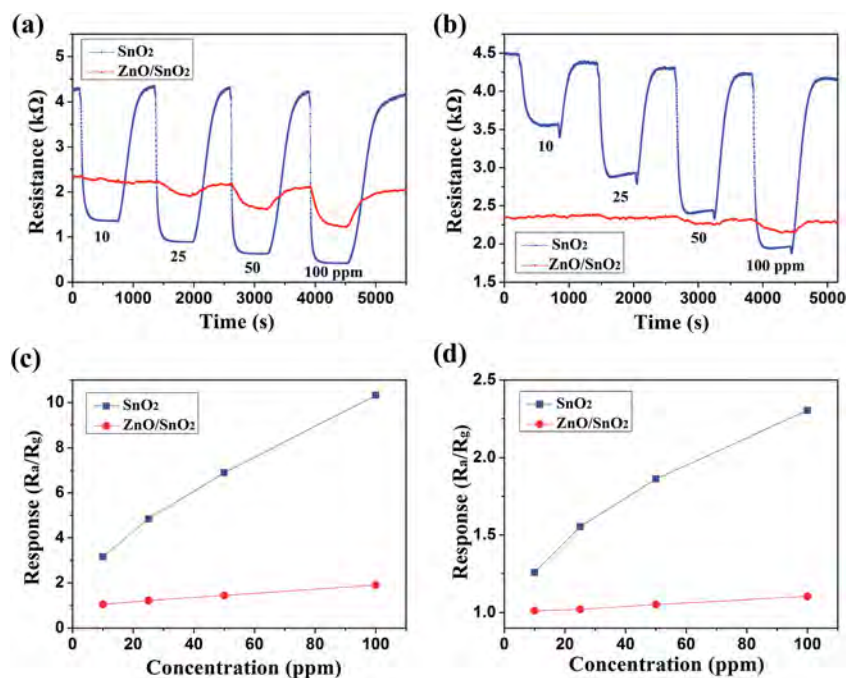 (a)
SnO₂
ZnO/SnO₂
5
4
3
2
1
0
Resistance (kΩ)
10
25
50
100 ppm
0 1000 2000 3000 4000 5000
Time (s)
(b)
4.5
4.0
3.5
3.0
2.5
2.0
1.5
Resistance (kΩ)
10
25
50
100 ppm
SnO₂
ZnO/SnO₂
0 1000 2000 3000 4000 5000
Time (s)
(c)
SnO₂
ZnO/SnO₂
10
8
6
4
2
0
Response (Ra/Rg)
0 20 40 60 80 100
Concentration (ppm)
(d)
SnO₂
ZnO/SnO₂
2.5
2.0
1.5
1.0
Response (Ra/Rg)
0 20 40 60 80 100
Concentration (ppm)